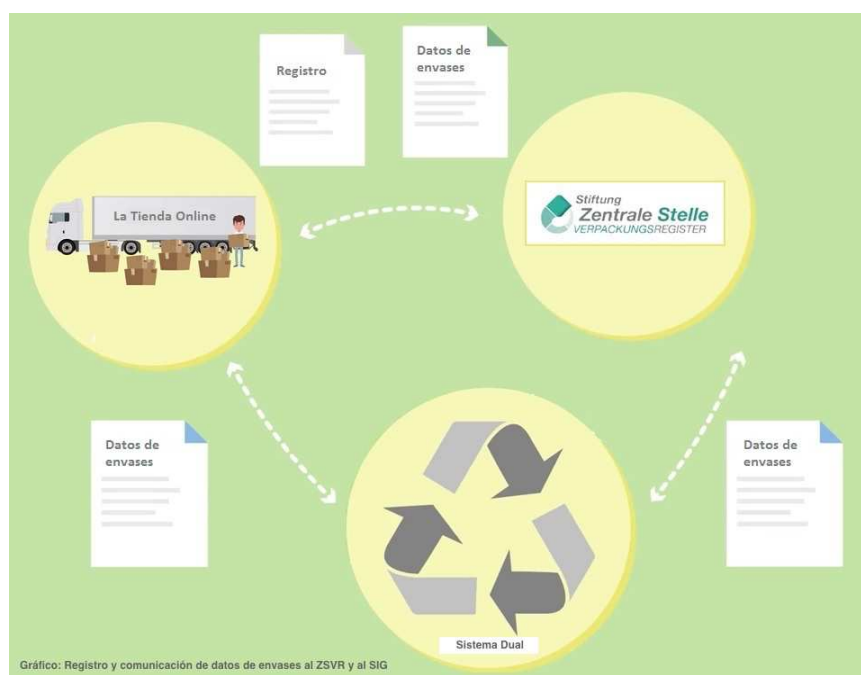 Registro
Datos de
envases
La Tienda Online
Stiftung
Zentrale Stelle
VERPACKUNGSREGISTER
Datos de
envases
Datos de
envases
Sistema Dual
Gráfico: Registro y comunicación de datos de envases al ZSVR y al SIG